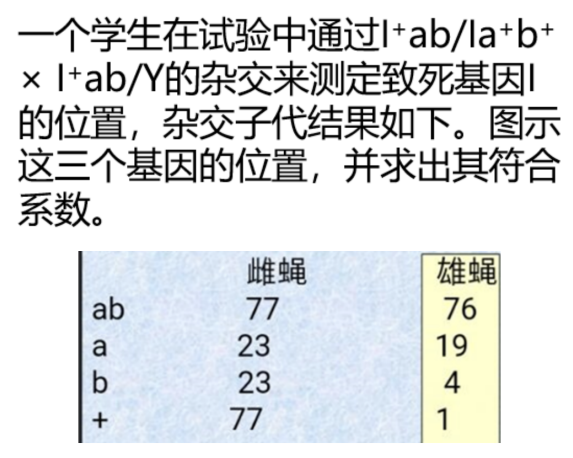 一个学生在试验中通过l⁺ab/la⁺b⁺
× l⁺ab/Y的杂交来测定致死基因l
的位置，杂交子代结果如下。图示
这三个基因的位置，并求出其符合
系数。
雌蝇 雄蝇
ab 77 76
a 23 19
b 23 4
+ 77 1